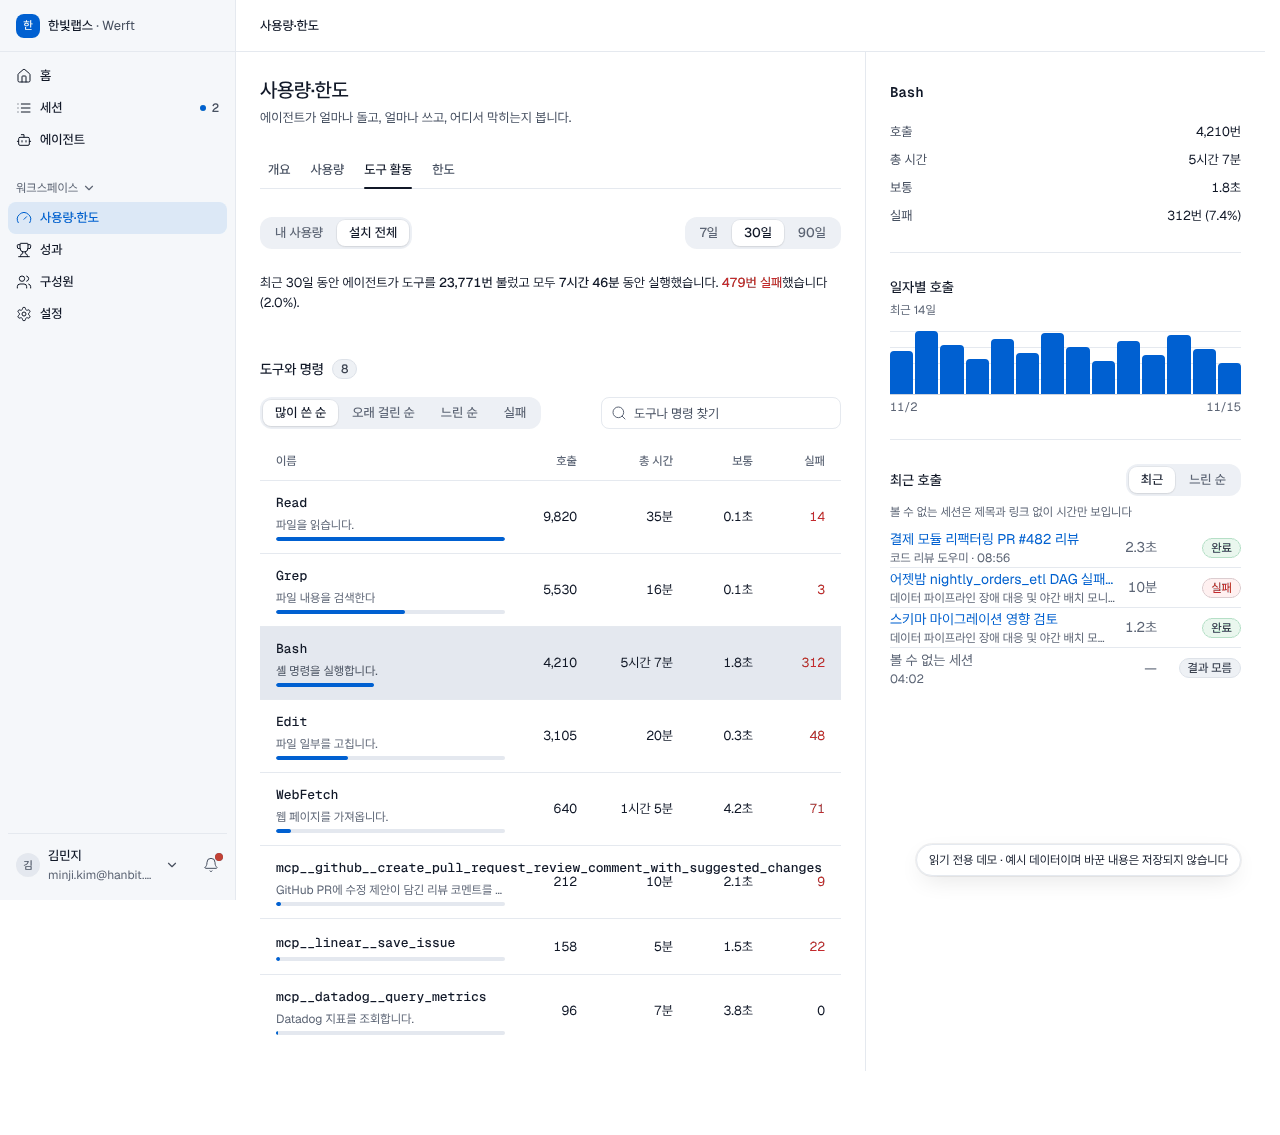 한 한빛랩스 · Werft
홈
세션 2
에이전트
워크스페이스
사용량·한도
성과
구성원
설정
김 김민지
minji.kim@hanbit....
사용량·한도
사용량·한도
에이전트가 얼마나 돌고, 얼마나 쓰고, 어디서 막히는지 봅니다.
개요 사용량 도구 활동 한도
내 사용량 설치 전체 7일 30일 90일
최근 30일 동안 에이전트가 도구를 23,771번 불렀고 모두 7시간 46분 동안 실행했습니다. 479번 실패했습니다
(2.0%).
도구와 명령 8
많이 쓴 순 오래 걸린 순 느린 순 실패 도구나 명령 찾기
이름 호출 총 시간 보통 실패
Read
파일을 읽습니다.
9,820 35분 0.1초 14
Grep
파일 내용을 검색한다
5,530 16분 0.1초 3
Bash
셸 명령을 실행합니다.
4,210 5시간 7분 1.8초 312
Edit
파일 일부를 고칩니다.
3,105 20분 0.3초 48
WebFetch
웹 페이지를 가져옵니다.
640 1시간 5분 4.2초 71
mcp__github__create_pull_request_review_comment_with_suggested_changes
GitHub PR에 수정 제안이 담긴 리뷰 코멘트를 ...
212 10분 2.1초 9
mcp__linear__save_issue
158 5분 1.5초 22
mcp__datadog__query_metrics
Datadog 지표를 조회합니다.
96 7분 3.8초 0
Bash
호출 4,210번
총 시간 5시간 7분
보통 1.8초
실패 312번 (7.4%)
일자별 호출
최근 14일
11/2 11/15
최근 호출 최근 느린 순
볼 수 없는 세션은 제목과 링크 없이 시간만 보입니다
결제 모듈 리팩터링 PR #482 리뷰
코드 리뷰 도우미 · 08:56
2.3초 완료
어젯밤 nightly_orders_etl DAG 실패...
데이터 파이프라인 장애 대응 및 야간 배치 모니...
10분 실패
스키마 마이그레이션 영향 검토
데이터 파이프라인 장애 대응 및 야간 배치 모...
1.2초 완료
볼 수 없는 세션
04:02
— 결과 모름
읽기 전용 데모 · 예시 데이터이며 바꾼 내용은 저장되지 않습니다